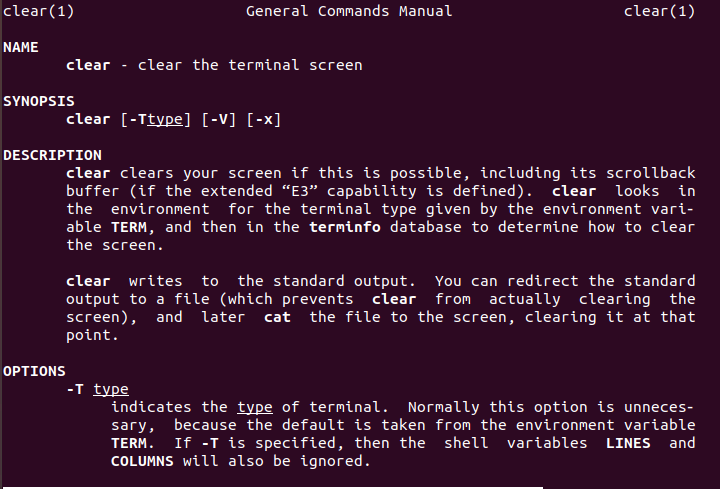 clear(1) General Commands Manual clear(1)
NAME
clear - clear the terminal screen
SYNOPSIS
clear [-Ttype] [-V] [-x]
DESCRIPTION
clear clears your screen if this is possible, including its scrollback
buffer (if the extended “E3” capability is defined). clear looks in
the environment for the terminal type given by the environment vari‐
able TERM, and then in the terminfo database to determine how to clear
the screen.
clear writes to the standard output. You can redirect the standard
output to a file (which prevents clear from actually clearing the
screen), and later cat the file to the screen, clearing it at that
point.
OPTIONS
-T type
indicates the type of terminal. Normally this option is unneces‐
sary, because the default is taken from the environment variable
TERM. If -T is specified, then the shell variables LINES and
COLUMNS will also be ignored.